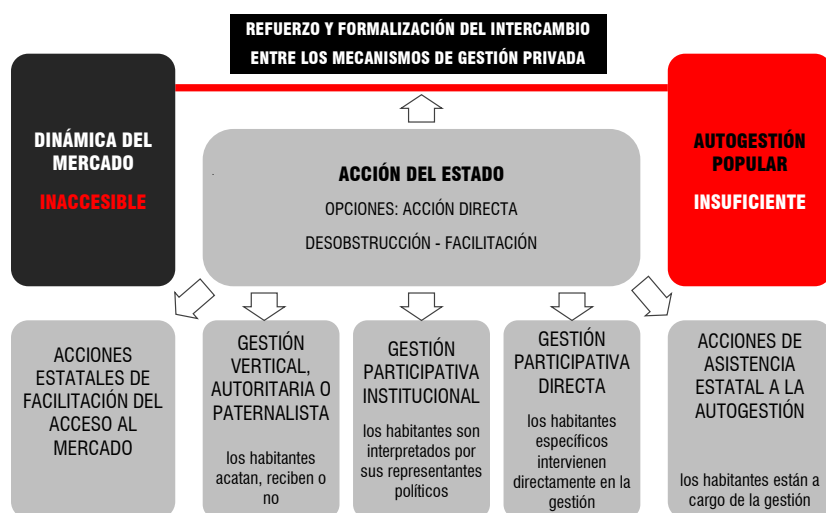 REFUERZO Y FORMALIZACIÓN DEL INTERCAMBIO
ENTRE LOS MECANISMOS DE GESTIÓN PRIVADA
DINÁMICA DEL
MERCADO
INACCESIBLE
ACCIÓN DEL ESTADO
OPCIONES: ACCIÓN DIRECTA
DESOBSTRUCCIÓN - FACILITACIÓN
AUTOGESTIÓN
POPULAR
INSUFICIENTE
ACCIONES
ESTATALES DE
FACILITACIÓN DEL
ACCESO AL
MERCADO
GESTIÓN
VERTICAL,
AUTORITARIA O
PATERNALISTA
los habitantes
acatan, reciben o
no
GESTIÓN
PARTICIPATIVA
INSTITUCIONAL
los habitantes son
interpretados por
sus representantes
políticos
GESTIÓN
PARTICIPATIVA
DIRECTA
los habitantes
específicos
intervienen
directamente en la
gestión
ACCIONES DE
ASISTENCIA
ESTATAL A LA
AUTOGESTIÓN
los habitantes están a
cargo de la gestión